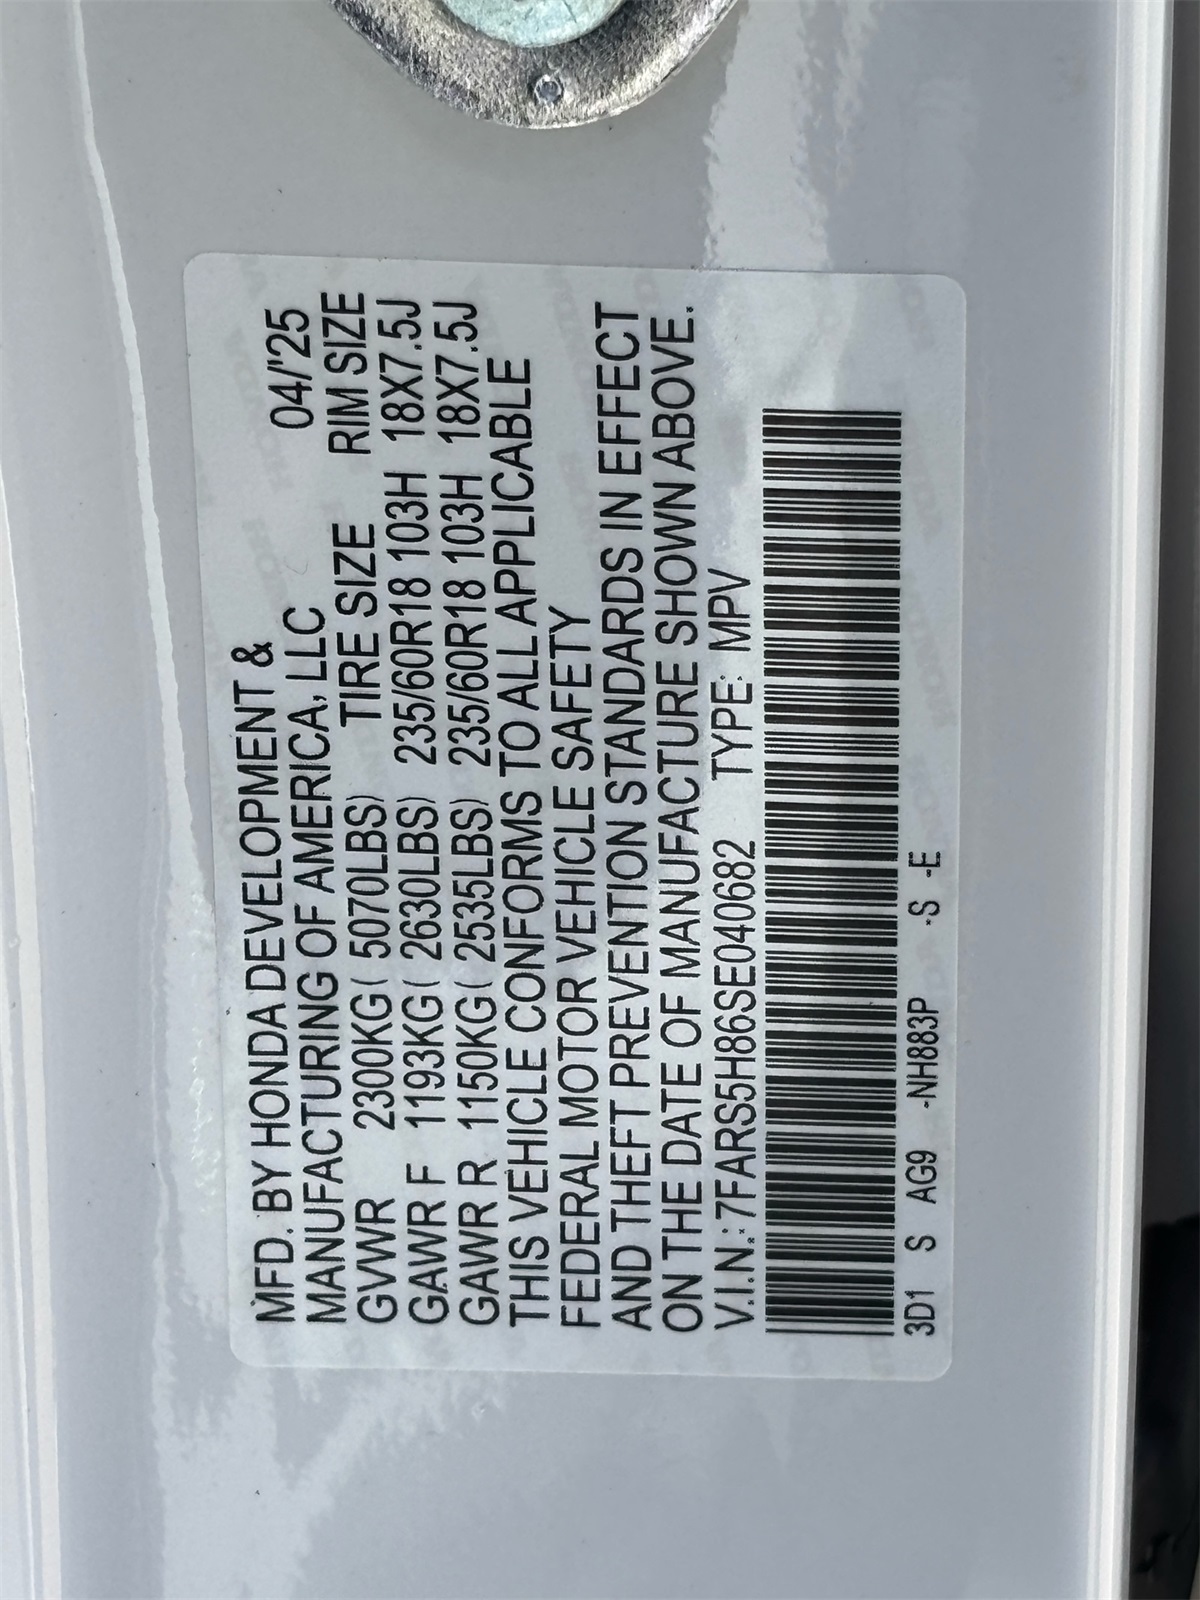 MFD. BY HONDA DEVELOPMENT &
MANUFACTURING OF AMERICA, LLC 04/'25
TIRE SIZE RIM SIZE
GVWR 2300KG( 5070LBS)
GAWR F 1193KG( 2630LBS) 235/60R18 103H 18X7.5J
GAWR R 1150KG( 2535LBS) 235/60R18 103H 18X7.5J
THIS VEHICLE CONFORMS TO ALL APPLICABLE
FEDERAL MOTOR VEHICLE SAFETY
AND THEFT PREVENTION STANDARDS IN EFFECT
ON THE DATE OF MANUFACTURE SHOWN ABOVE.
V.I.N.: 7FARS5H86SE040682 TYPE: MPV
3D1 S AG9 -NH883P *S -E